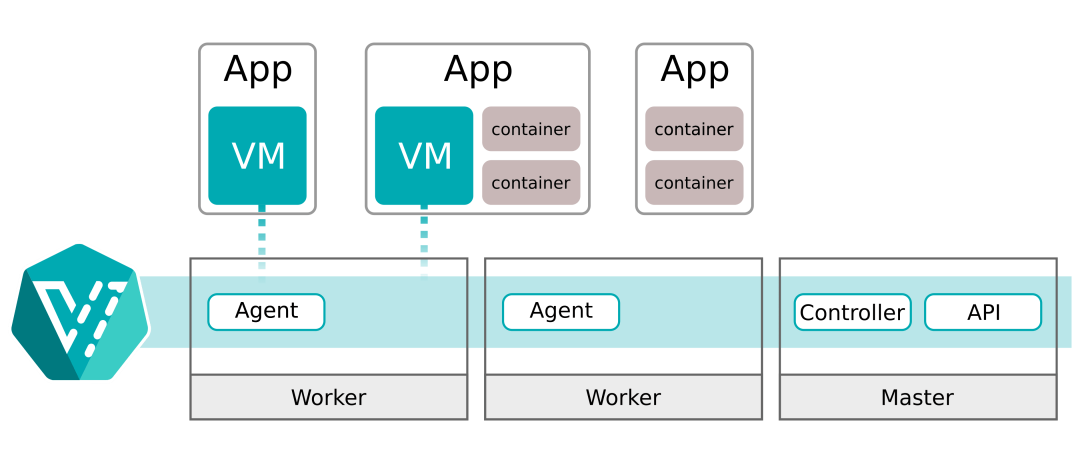 App
VM
App
VM
container
container
App
container
container
Agent
Worker
Agent
Worker
Controller
API
Master